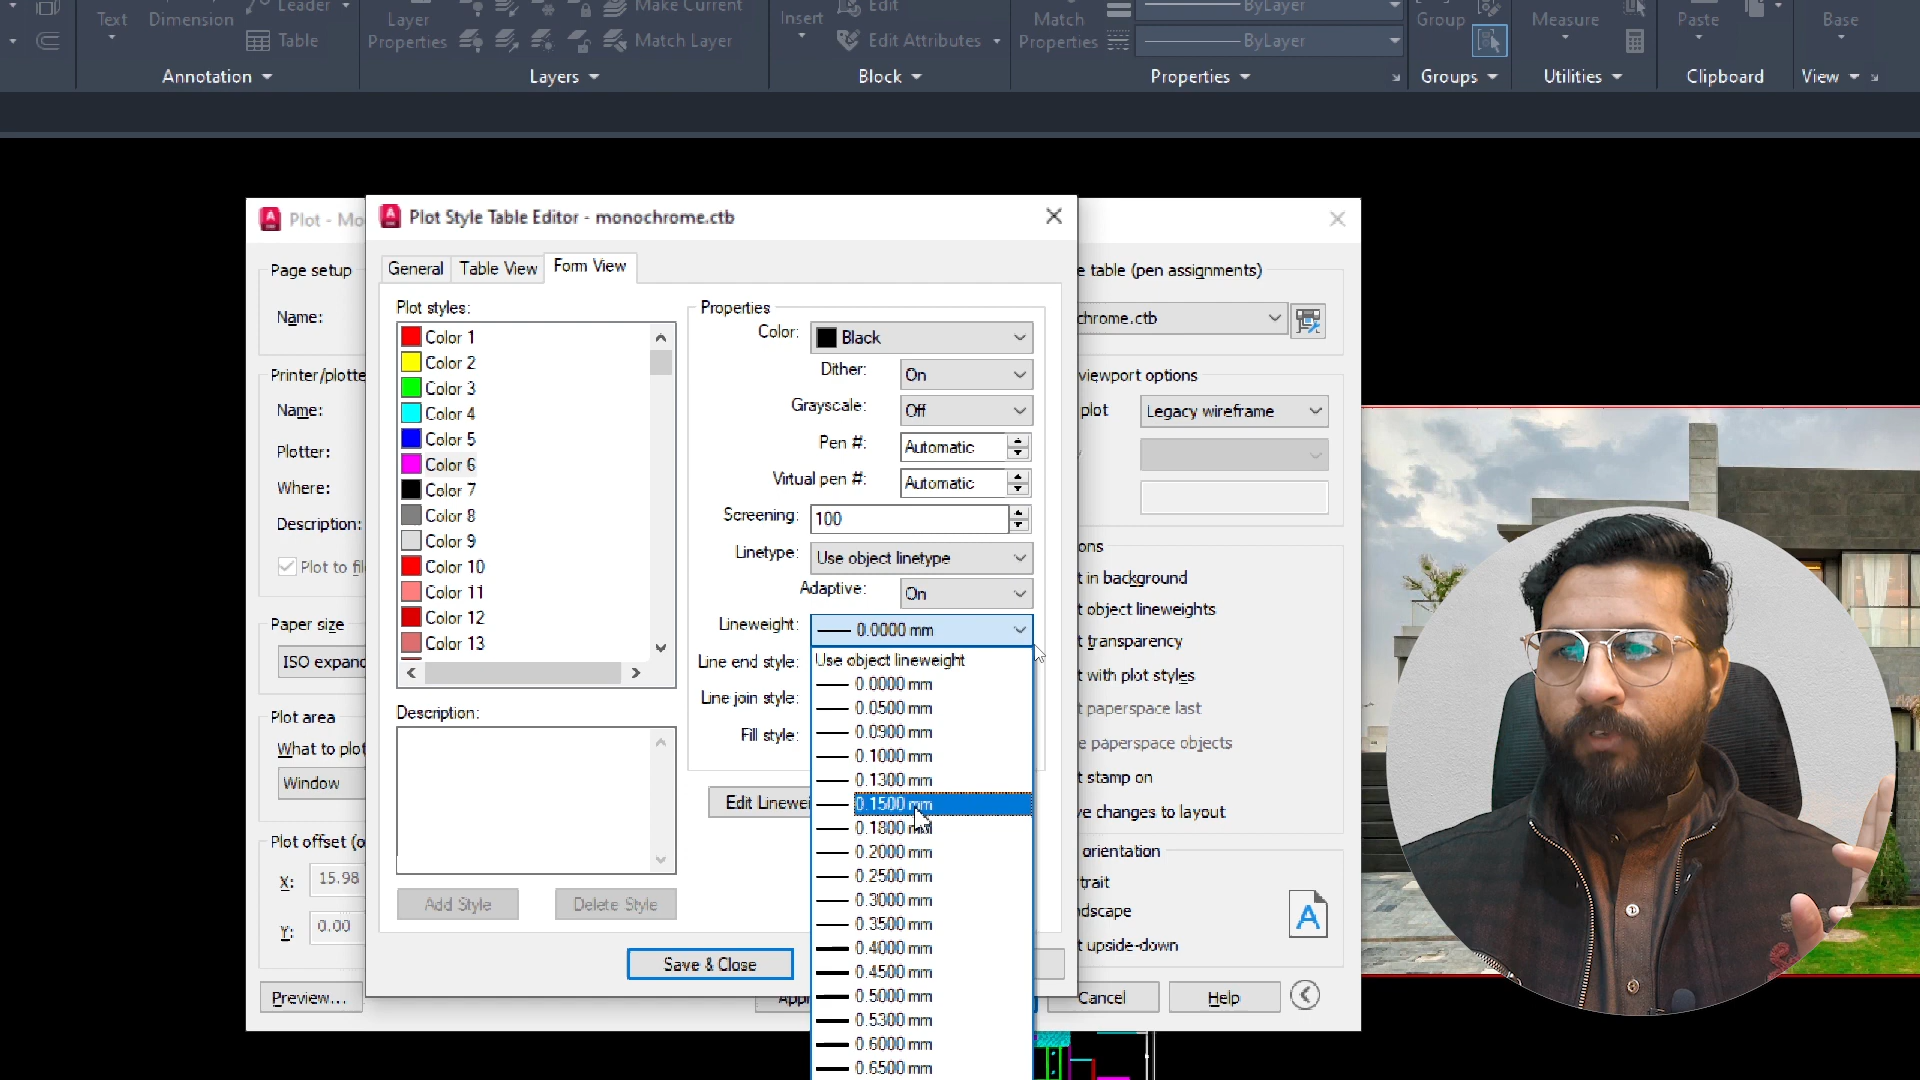 Text Dimension Leader
Table
Layer
Properties
Make Current
Match Layer
Insert
Edit
Edit Attributes
Match
Properties
ByLayer
ByLayer
Group
Measure
Paste
Base
Annotation Layers Block Properties Groups Utilities Clipboard View
Plot - Mo
Plot Style Table Editor - monochrome.ctb
General Table View Form View
Page setup
Name:
Printer/plotte
Name:
Plotter:
Where:
Description:
Plot to fil
Paper size
ISO expand
Plot area
What to plot
Window
Plot offset (o
X: 15.98
Y: 0.00
Preview...
Plot styles:
Color 1
Color 2
Color 3
Color 4
Color 5
Color 6
Color 7
Color 8
Color 9
Color 10
Color 11
Color 12
Color 13
Description:
Add Style Delete Style
Properties
Color: Black
Dither: On
Grayscale: Off
Pen #: Automatic
Virtual pen #: Automatic
Screening: 100
Linetype: Use object linetype
Adaptive: On
Lineweight: 0.0000 mm
Line end style:
Line join style:
Fill style:
Use object lineweight
0.0000 mm
0.0500 mm
0.0900 mm
0.1000 mm
0.1300 mm
0.1500 mm
0.1800 mm
0.2000 mm
0.2500 mm
0.3000 mm
0.3500 mm
0.4000 mm
0.4500 mm
0.5000 mm
0.5300 mm
0.6000 mm
0.6500 mm
Edit Linewei
Save & Close
Appl
e table (pen assignments)
chrome.ctb
viewport options
plot Legacy wireframe
ons
t in background
t object lineweights
t transparency
t with plot styles
t paperspace last
e paperspace objects
t stamp on
ve changes to layout
orientation
trait
ndscape
t upside-down
A
Cancel Help